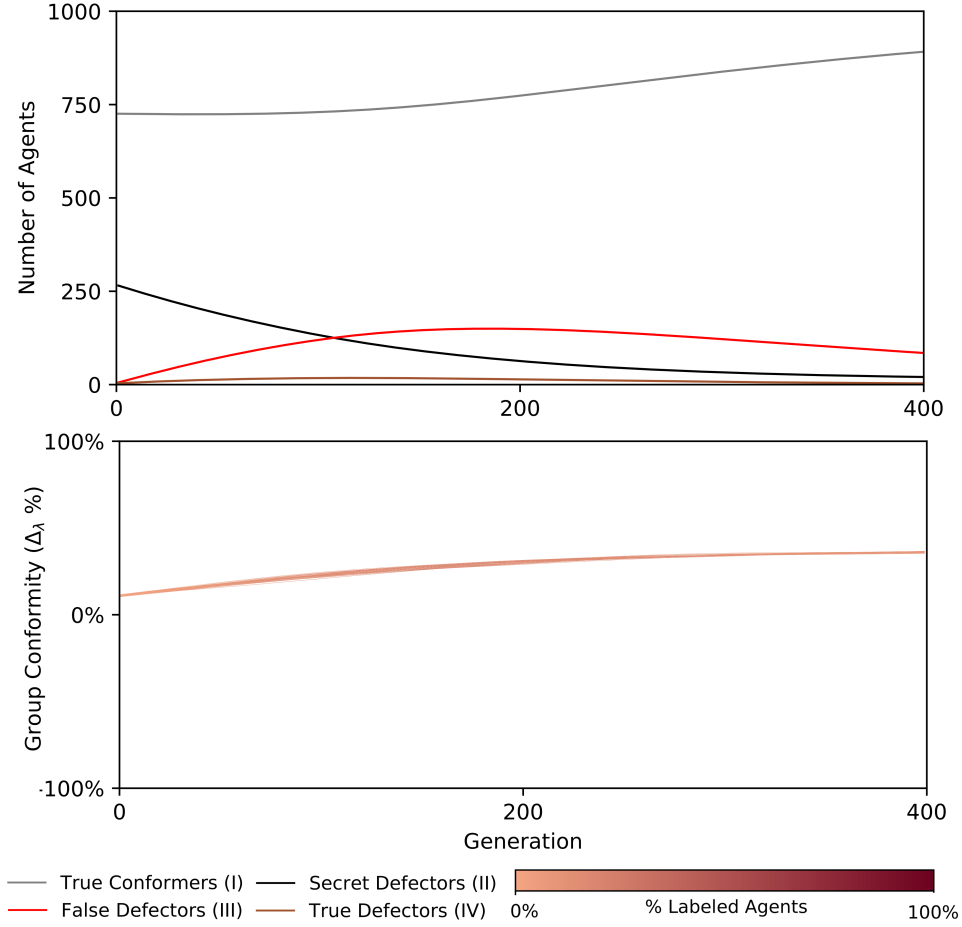 1000
750
500
250
0
Number of Agents
0 200 400
100%
0%
-100%
Group Conformity (Δλ %)
0 200 400
Generation
True Conformers (I)
Secret Defectors (II)
False Defectors (III)
True Defectors (IV)
0% % Labeled Agents 100%